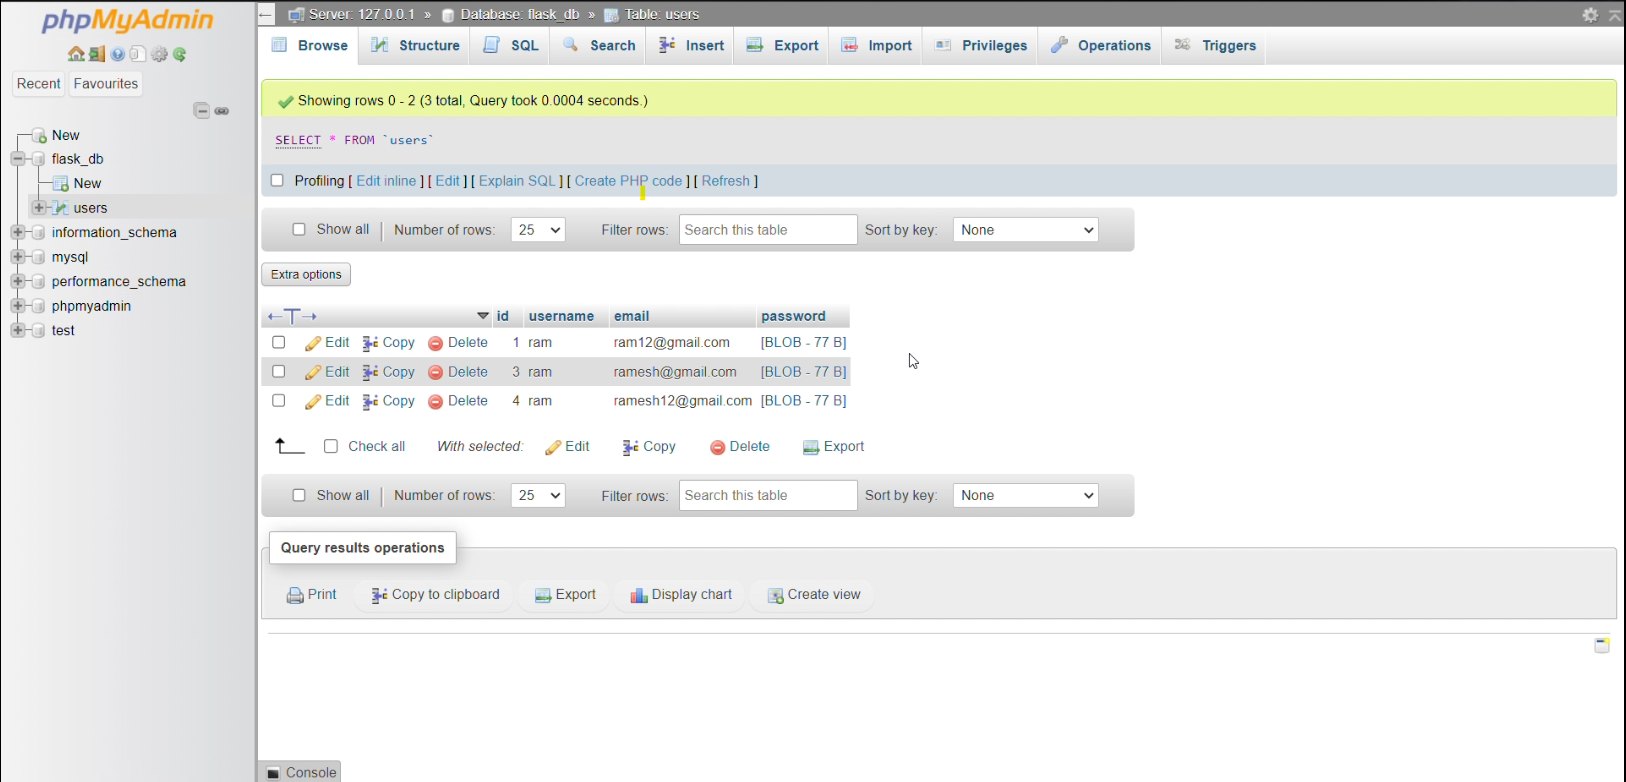 phpMyAdmin
Recent Favourites
New
flask_db
New
users
information_schema
mysql
performance_schema
phpmyadmin
test
Server: 127.0.0.1 » Database: flask_db » Table: users
Browse Structure SQL Search Insert Export Import Privileges Operations Triggers
Showing rows 0 - 2 (3 total, Query took 0.0004 seconds.)
SELECT * FROM `users`
Profiling [ Edit inline ] [ Edit ] [ Explain SQL ] [ Create PHP code ] [ Refresh ]
Show all | Number of rows: 25 Filter rows: Search this table Sort by key: None
Extra options
←T→ id username email password
Edit Copy Delete 1 ram ram12@gmail.com [BLOB - 77 B]
Edit Copy Delete 3 ram ramesh@gmail.com [BLOB - 77 B]
Edit Copy Delete 4 ram ramesh12@gmail.com [BLOB - 77 B]
Check all With selected: Edit Copy Delete Export
Show all | Number of rows: 25 Filter rows: Search this table Sort by key: None
Query results operations
Print Copy to clipboard Export Display chart Create view
Console